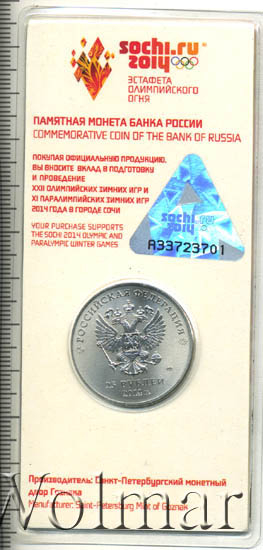 sochi.ru
2014
ЭСТАФЕТА
ОЛИМПИЙСКОГО
ОГНЯ
ПАМЯТНАЯ МОНЕТА БАНКА РОССИИ
COMMEMORATIVE COIN OF THE BANK OF RUSSIA
ПОКУПАЯ ОФИЦИАЛЬНУЮ ПРОДУКЦИЮ,
ВЫ ВНОСИТЕ ВКЛАД В ПОДГОТОВКУ
И ПРОВЕДЕНИЕ
XXII ОЛИМПИЙСКИХ ЗИМНИХ ИГР И
XI ПАРАЛИМПИЙСКИХ ЗИМНИХ ИГР
2014 ГОДА В ГОРОДЕ СОЧИ
YOUR PURCHASE SUPPORTS
THE SOCHI 2014 OLYMPIC AND
PARALYMPIC WINTER GAMES
sochi.ru
2014
A33723701
РОССИЙСКАЯ ФЕДЕРАЦИЯ
25 РУБЛЕЙ
Производитель: Санкт-Петербургский монетный
двор Гознака
Manufacturer: Saint-Petersburg Mint of Goznak
Volmar